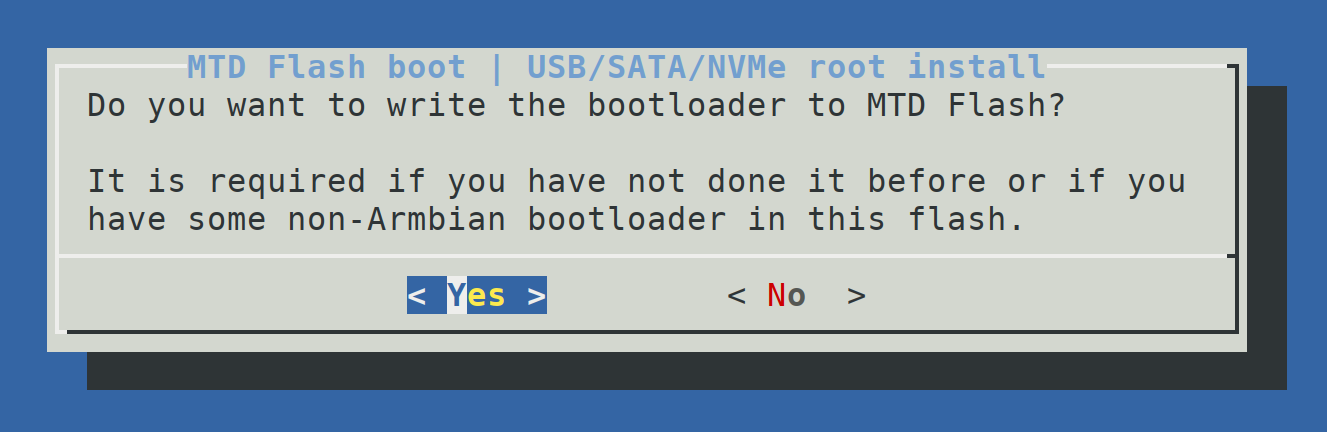 MTD Flash boot | USB/SATA/NVMe root install
Do you want to write the bootloader to MTD Flash?
It is required if you have not done it before or if you
have some non-Armbian bootloader in this flash.
< Yes > < No >